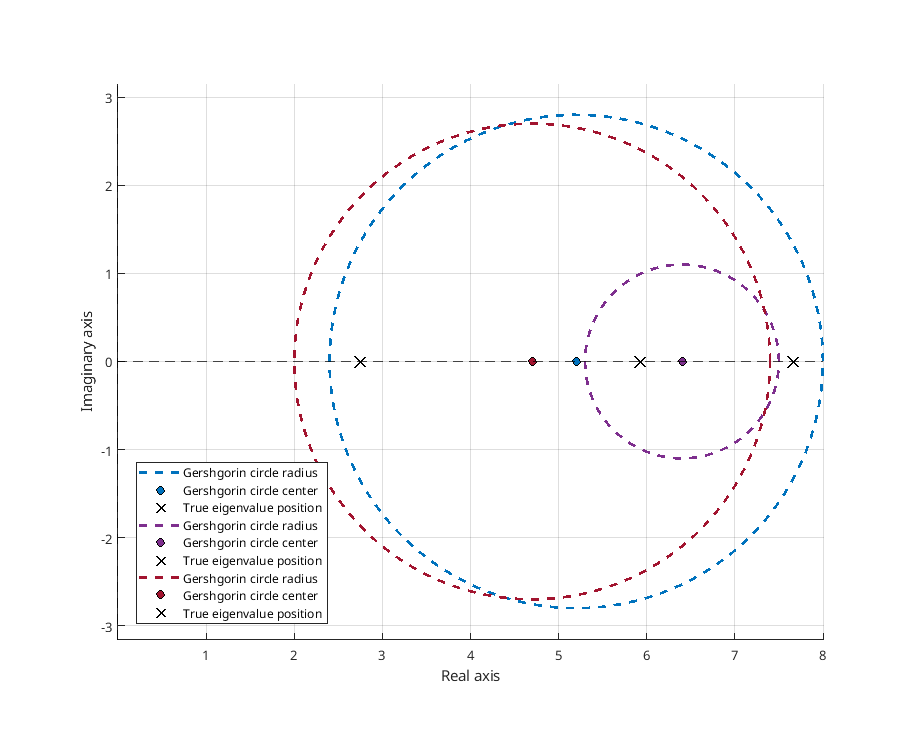 3
2
1
0
-1
-2
-3
Imaginary axis
Gershgorin circle radius
Gershgorin circle center
True eigenvalue position
Gershgorin circle radius
Gershgorin circle center
True eigenvalue position
Gershgorin circle radius
Gershgorin circle center
True eigenvalue position
1 2 3 4 5 6 7 8
Real axis